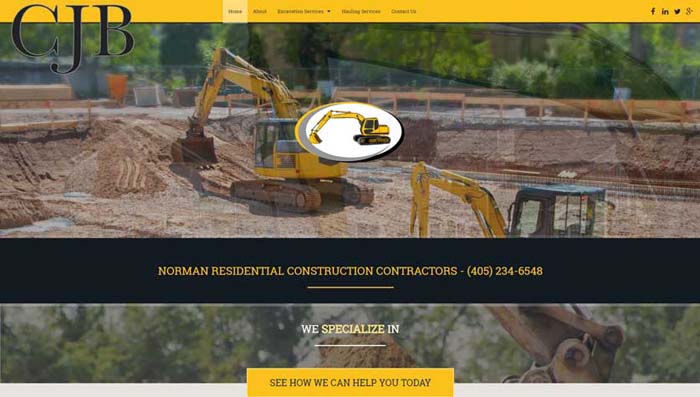 CJB
Home About Excavation Services Hauling Services Contact Us
NORMAN RESIDENTIAL CONSTRUCTION CONTRACTORS - (405) 234-6548
WE SPECIALIZE IN
SEE HOW WE CAN HELP YOU TODAY